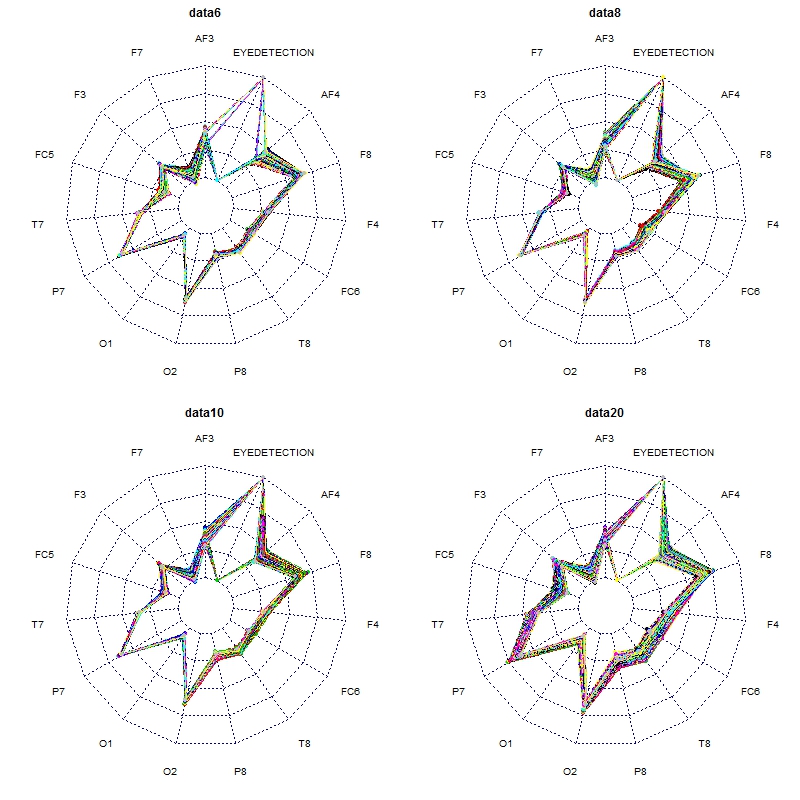 data6
AF3
F7
EYEDETECTION
F3
AF4
FC5
F8
T7
F4
P7
FC6
O1
T8
O2
P8
data8
AF3
F7
EYEDETECTION
F3
AF4
FC5
F8
T7
F4
P7
FC6
O1
T8
O2
P8
data10
AF3
F7
EYEDETECTION
F3
AF4
FC5
F8
T7
F4
P7
FC6
O1
T8
O2
P8
data20
AF3
F7
EYEDETECTION
F3
AF4
FC5
F8
T7
F4
P7
FC6
O1
T8
O2
P8